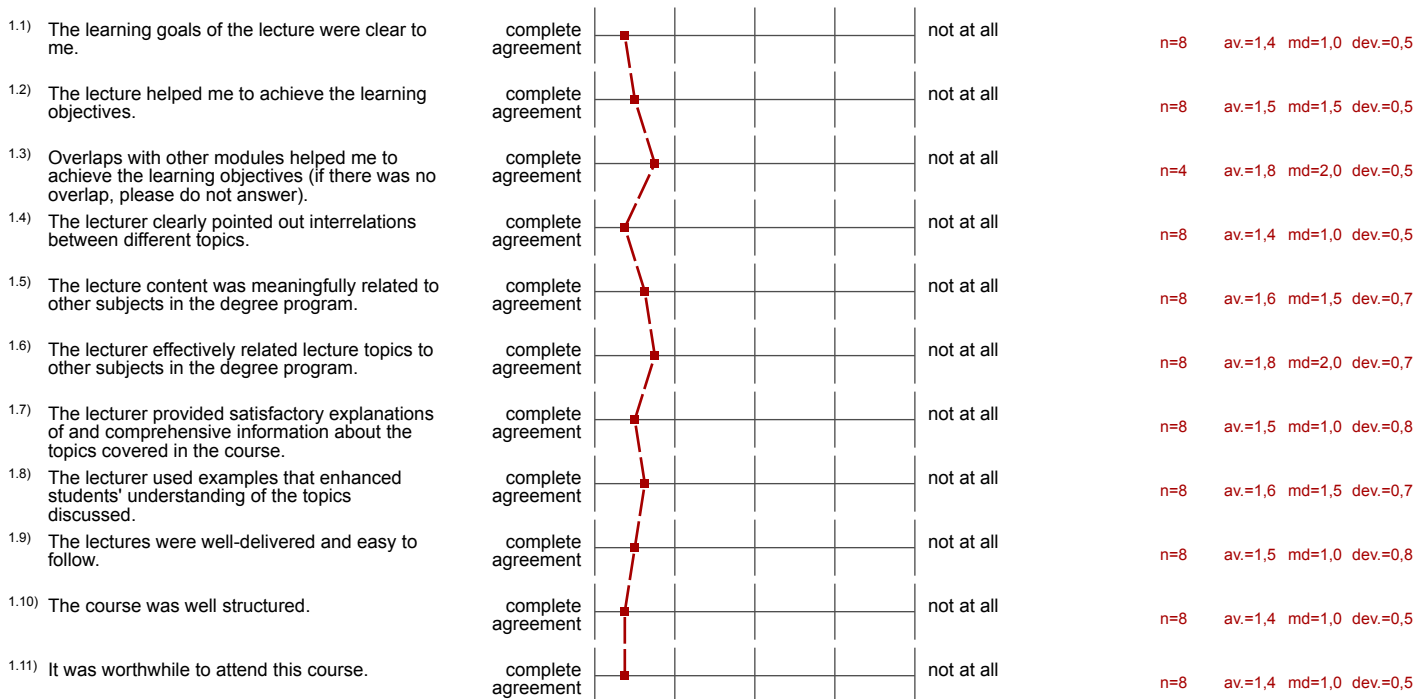 1.1) The learning goals of the lecture were clear to
me.
complete
agreement
not at all
n=8 av.=1,4 md=1,0 dev.=0,5
1.2) The lecture helped me to achieve the learning
objectives.
complete
agreement
not at all
n=8 av.=1,5 md=1,5 dev.=0,5
1.3) Overlaps with other modules helped me to
achieve the learning objectives (if there was no
overlap, please do not answer).
complete
agreement
not at all
n=4 av.=1,8 md=2,0 dev.=0,5
1.4) The lecturer clearly pointed out interrelations
between different topics.
complete
agreement
not at all
n=8 av.=1,4 md=1,0 dev.=0,5
1.5) The lecture content was meaningfully related to
other subjects in the degree program.
complete
agreement
not at all
n=8 av.=1,6 md=1,5 dev.=0,7
1.6) The lecturer effectively related lecture topics to
other subjects in the degree program.
complete
agreement
not at all
n=8 av.=1,8 md=2,0 dev.=0,7
1.7) The lecturer provided satisfactory explanations
of and comprehensive information about the
topics covered in the course.
complete
agreement
not at all
n=8 av.=1,5 md=1,0 dev.=0,8
1.8) The lecturer used examples that enhanced
students' understanding of the topics
discussed.
complete
agreement
not at all
n=8 av.=1,6 md=1,5 dev.=0,7
1.9) The lectures were well-delivered and easy to
follow.
complete
agreement
not at all
n=8 av.=1,5 md=1,0 dev.=0,8
1.10) The course was well structured.
complete
agreement
not at all
n=8 av.=1,4 md=1,0 dev.=0,5
1.11) It was worthwhile to attend this course.
complete
agreement
not at all
n=8 av.=1,4 md=1,0 dev.=0,5